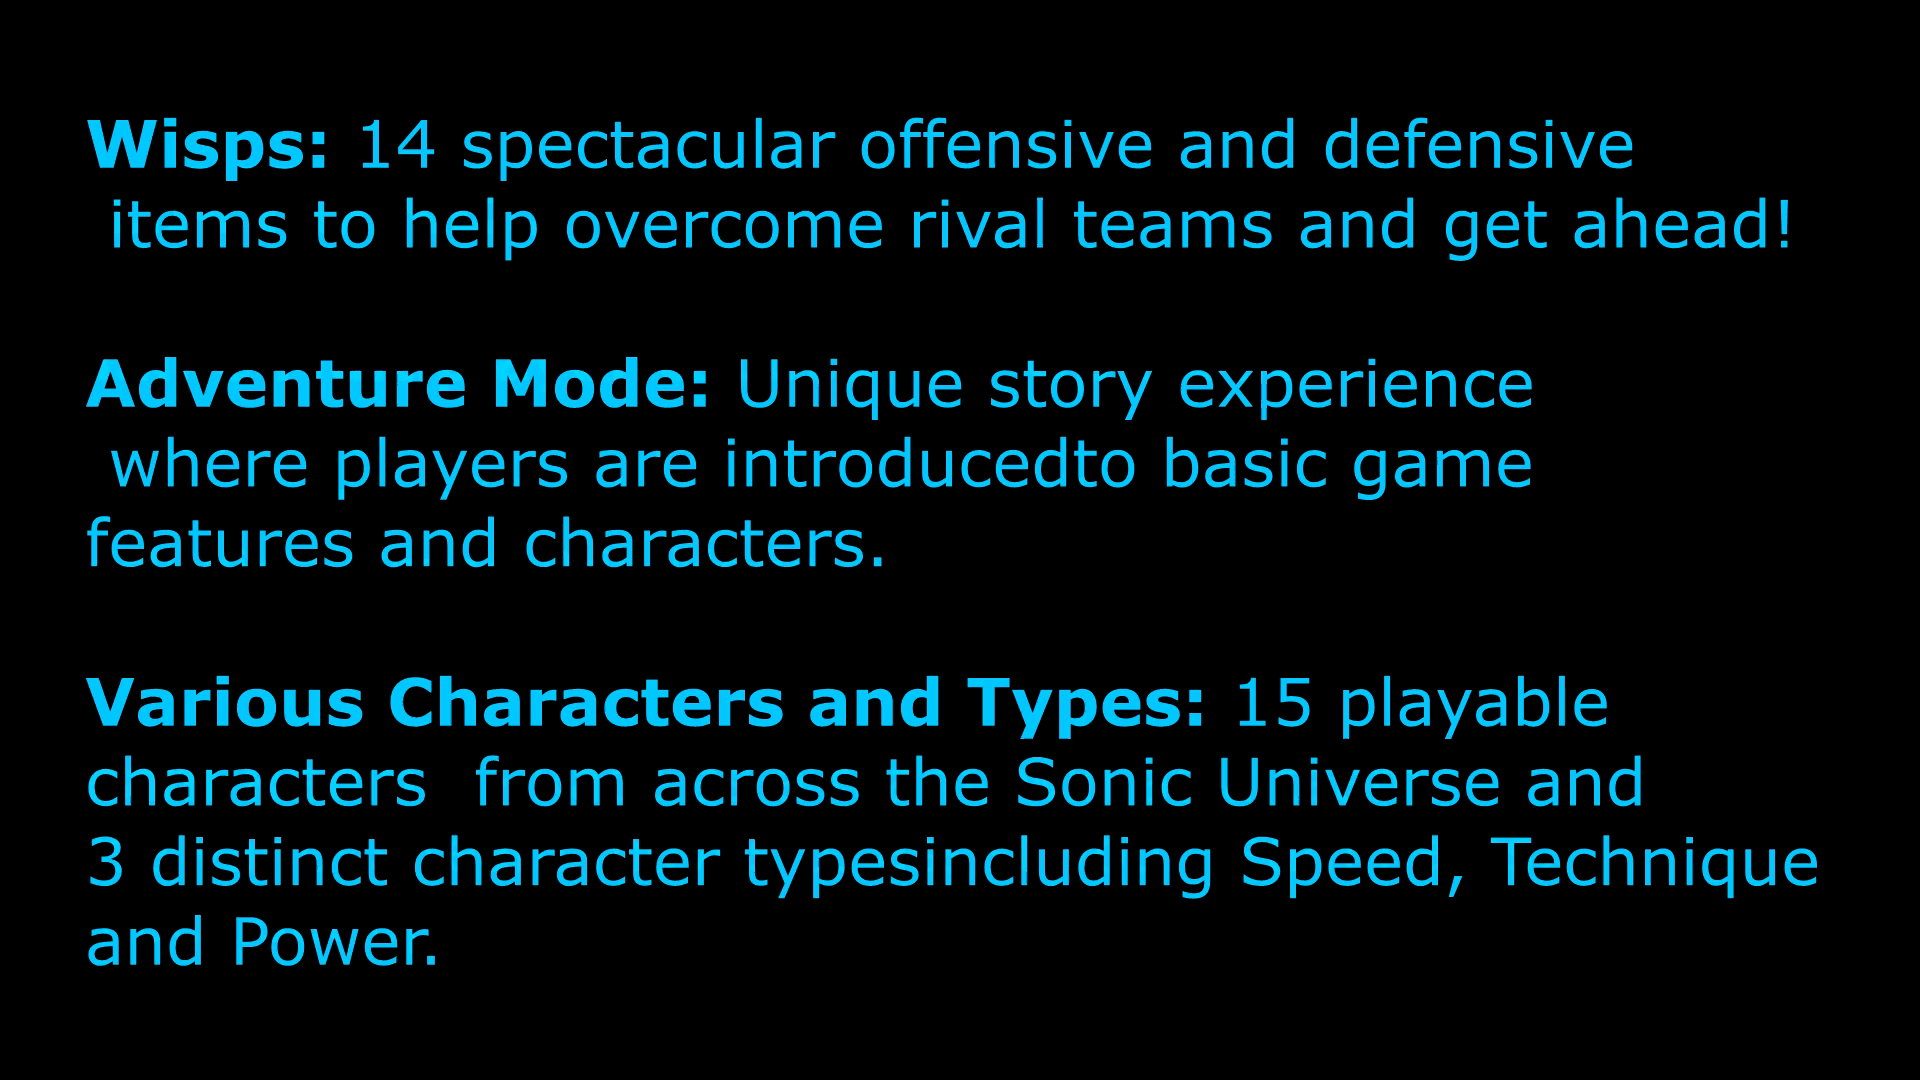 Wisps: 14 spectacular offensive and defensive
items to help overcome rival teams and get ahead!
Adventure Mode: Unique story experience
where players are introducedto basic game
features and characters.
Various Characters and Types: 15 playable
characters  from across the Sonic Universe and
3 distinct character typesincluding Speed, Technique
and Power.